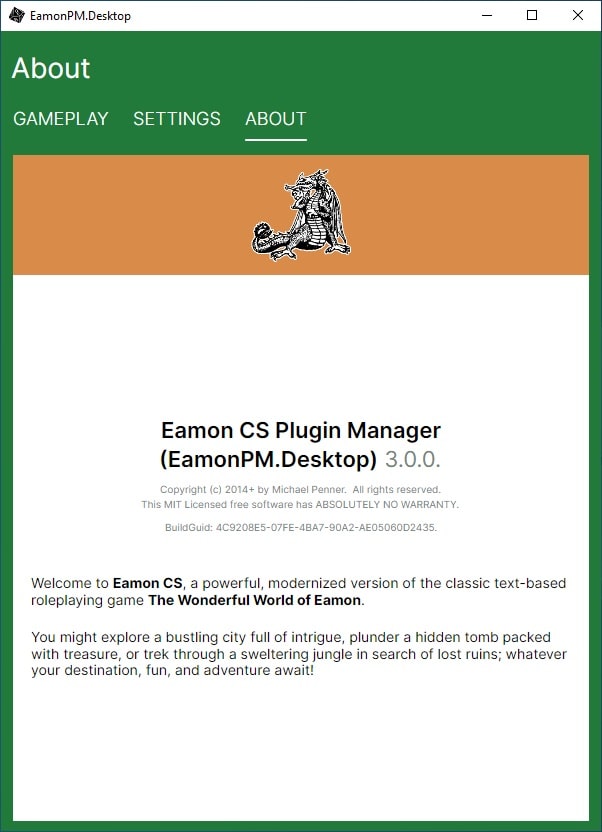 EamonPM.Desktop
About
GAMEPLAY SETTINGS ABOUT
Eamon CS Plugin Manager
(EamonPM.Desktop) 3.0.0.
Copyright (c) 2014+ by Michael Penner.  All rights reserved.
This MIT Licensed free software has ABSOLUTELY NO WARRANTY.
BuildGuid: 4C9208E5-07FE-4BA7-90A2-AE05060D2435.
Welcome to Eamon CS, a powerful, modernized version of the classic text-based
roleplaying game The Wonderful World of Eamon.
You might explore a bustling city full of intrigue, plunder a hidden tomb packed
with treasure, or trek through a sweltering jungle in search of lost ruins; whatever
your destination, fun, and adventure await!